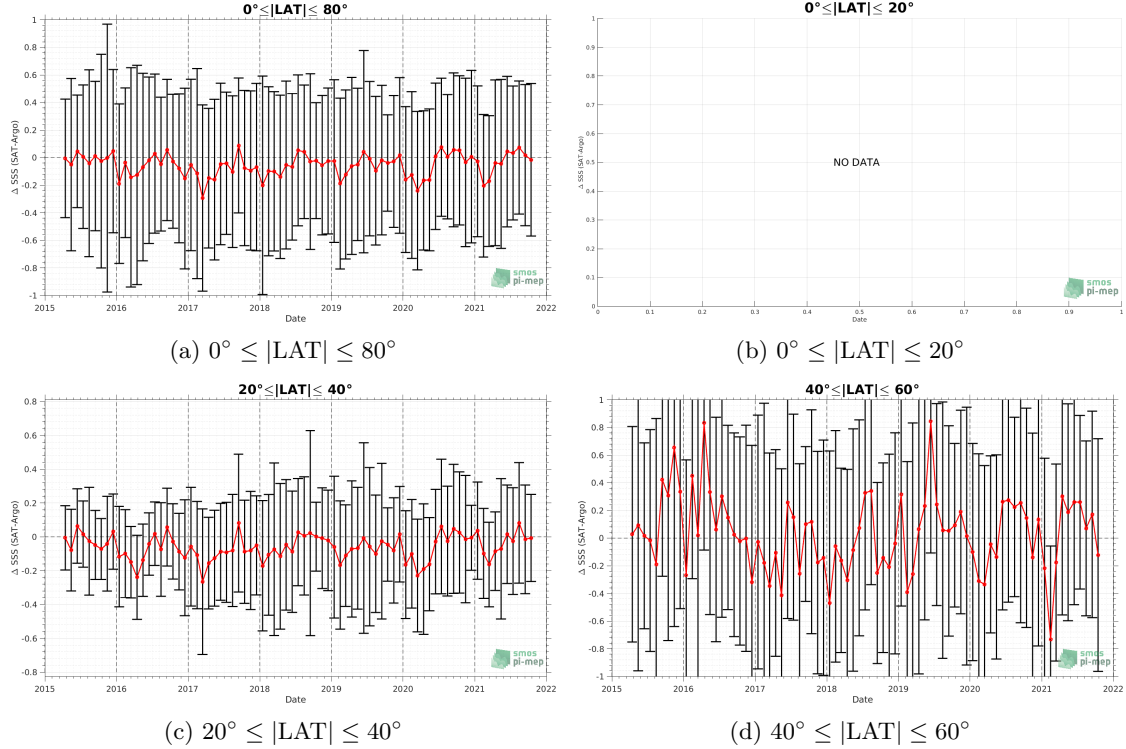 0°≤|LAT|≤ 80°
Δ SSS (SAT-Argo)
1
0.8
0.6
0.4
0.2
0
-0.2
-0.4
-0.6
-0.8
-1
2015 2016 2017 2018 2019 2020 2021 2022
Date
smos
pi-mep
(a) 0° ≤ |LAT| ≤ 80°
0°≤|LAT|≤ 20°
Δ SSS (SAT-Argo)
1
0.9
0.8
0.7
0.6
0.5
0.4
0.3
0.2
0.1
0
NO DATA
0 0.1 0.2 0.3 0.4 0.5 0.6 0.7 0.8 0.9 1
Date
smos
pi-mep
(b) 0° ≤ |LAT| ≤ 20°
20°≤|LAT|≤ 40°
Δ SSS (SAT-Argo)
0.8
0.6
0.4
0.2
0
-0.2
-0.4
-0.6
-0.8
2015 2016 2017 2018 2019 2020 2021 2022
Date
smos
pi-mep
(c) 20° ≤ |LAT| ≤ 40°
40°≤|LAT|≤ 60°
Δ SSS (SAT-Argo)
1
0.8
0.6
0.4
0.2
0
-0.2
-0.4
-0.6
-0.8
-1
2015 2016 2017 2018 2019 2020 2021 2022
Date
smos
pi-mep
(d) 40° ≤ |LAT| ≤ 60°